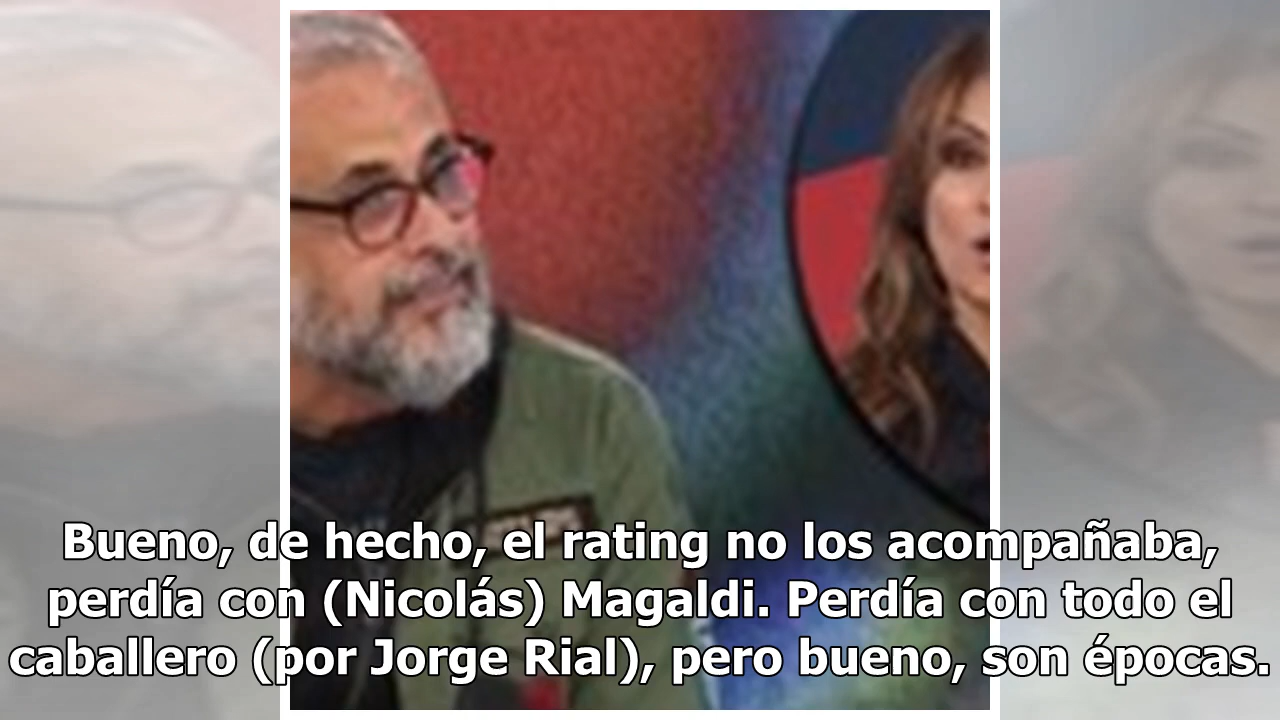 Bueno, de hecho, el rating no los acompañaba,
perdía con (Nicolás) Magaldi. Perdía con todo el
caballero (por Jorge Rial), pero bueno, son épocas.